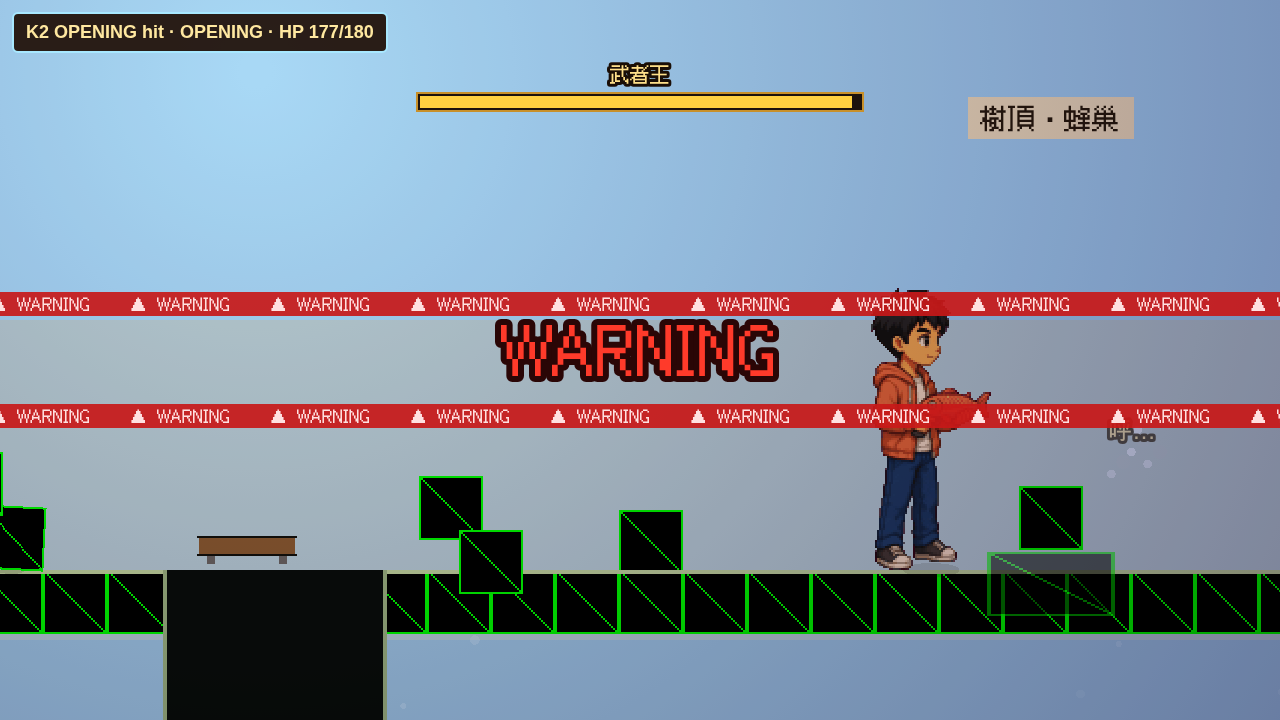 K2 OPENING hit · OPENING · HP 177/180
武者王
樹頂·蜂巢
WARNING WARNING WARNING WARNING WARNING WARNING WARNING WARNING WARNING
WARNING
WARNING WARNING WARNING WARNING WARNING WARNING WARNING WARNING WARNING
呼...